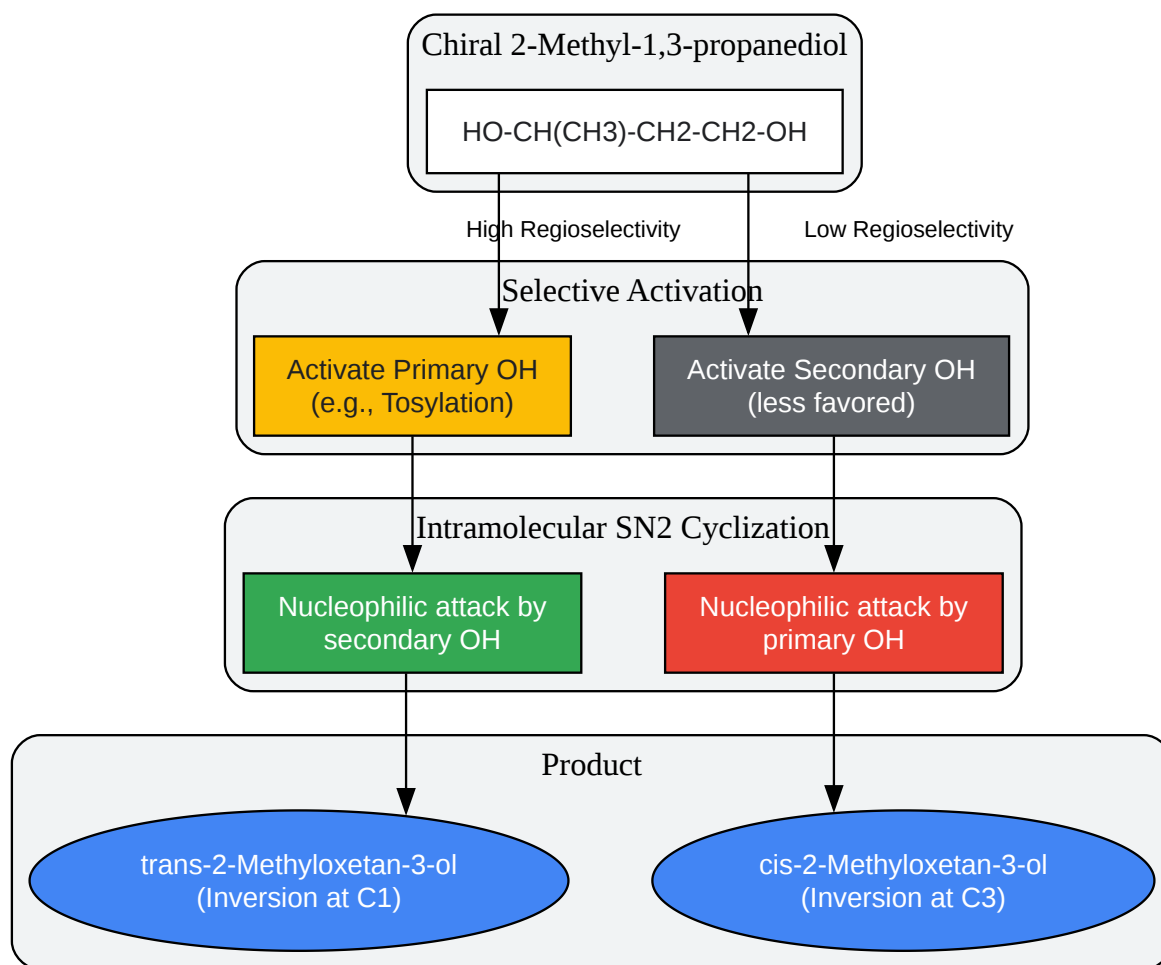 Chiral 2-Methyl-1,3-propanediol
HO-CH(CH3)-CH2-CH2-OH
High Regioselectivity
Low Regioselectivity
Selective Activation
Activate Primary OH
(e.g., Tosylation)
Activate Secondary OH
(less favored)
Intramolecular SN2 Cyclization
Nucleophilic attack by
secondary OH
Nucleophilic attack by
primary OH
Product
trans-2-Methyloxetan-3-ol
(Inversion at C1)
cis-2-Methyloxetan-3-ol
(Inversion at C3)